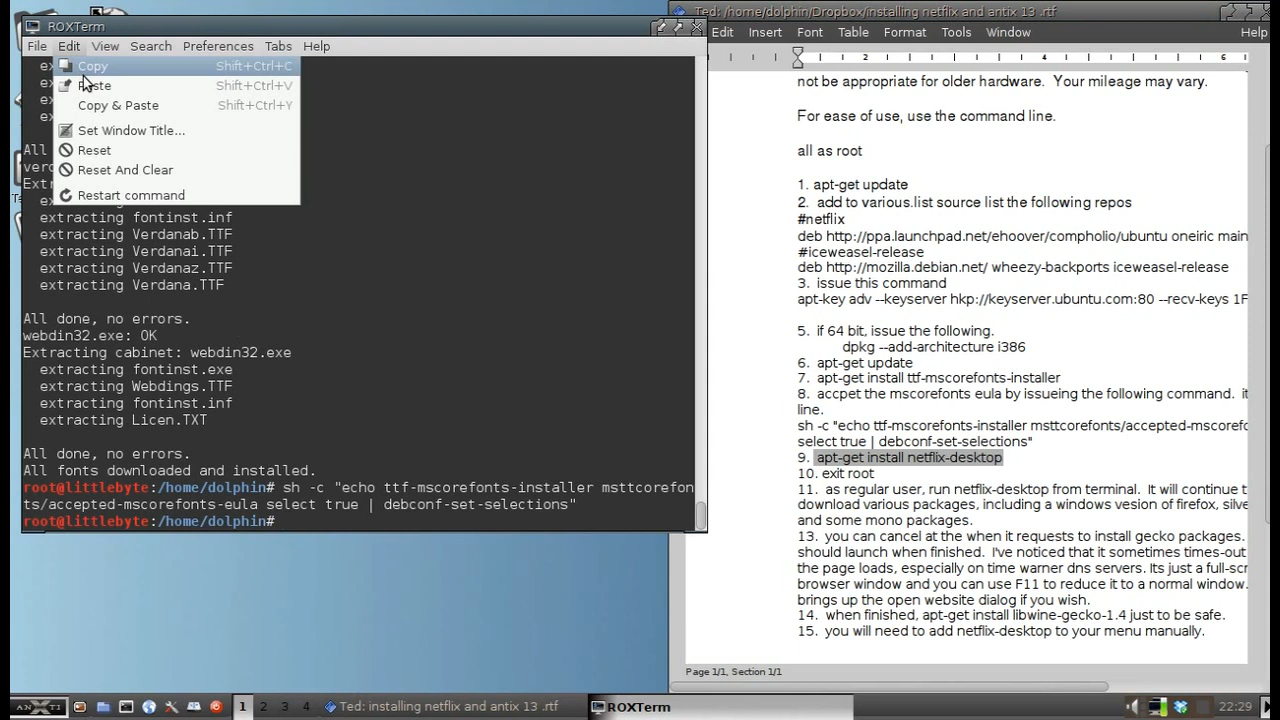 ROXTerm
File Edit View Search Preferences Tabs Help
Copy Shift+Ctrl+C
Paste Shift+Ctrl+V
Copy & Paste Shift+Ctrl+Y
Set Window Title...
Reset
Reset And Clear
Restart command
ex
ex
ex
ex
All
verd
Extr
ex
extracting fontinst.inf
extracting Verdanab.TTF
extracting Verdanai.TTF
extracting Verdanaz.TTF
extracting Verdana.TTF
All done, no errors.
webdin32.exe: OK
Extracting cabinet: webdin32.exe
extracting fontinst.exe
extracting Webdings.TTF
extracting fontinst.inf
extracting Licen.TXT
All done, no errors.
All fonts downloaded and installed.
root@littlebyte:/home/dolphin# sh -c "echo ttf-mscorefonts-installer msttcorefon
ts/accepted-mscorefonts-eula select true | debconf-set-selections"
root@littlebyte:/home/dolphin#
Ted: /home/dolphin/Dropbox/installing netflix and antix 13 .rtf
Edit Insert Font Table Format Tools Window Help
2 4 6
not be appropriate for older hardware. Your mileage may vary.
For ease of use, use the command line.
all as root
1. apt-get update
2. add to various.list source list the following repos
#netflix
deb http://ppa.launchpad.net/ehoover/compholio/ubuntu oneiric main
#iceweasel-release
deb http://mozilla.debian.net/ wheezy-backports iceweasel-release
3. issue this command
apt-key adv --keyserver hkp://keyserver.ubuntu.com:80 --recv-keys 1F
5. if 64 bit, issue the following.
dpkg --add-architecture i386
6. apt-get update
7. apt-get install ttf-mscorefonts-installer
8. accpet the mscorefonts eula by issueing the following command. it
line.
sh -c "echo ttf-mscorefonts-installer msttcorefonts/accepted-mscorefo
select true | debconf-set-selections"
9. apt-get install netflix-desktop
10. exit root
11. as regular user, run netflix-desktop from terminal. It will continue t
download various packages, including a windows vesion of firefox, silve
and some mono packages.
13. you can cancel at the when it requests to install gecko packages.
should launch when finished. I've noticed that it sometimes times-out
the page loads, especially on time warner dns servers. Its just a full-scr
browser window and you can use F11 to reduce it to a normal window.
brings up the open website dialog if you wish.
14. when finished, apt-get install libwine-gecko-1.4 just to be safe.
15. you will need to add netflix-desktop to your menu manually.
Page 1/1, Section 1/1
1 2 3 4 Ted: installing netflix and antix 13 .rtf ROXTerm 22:29